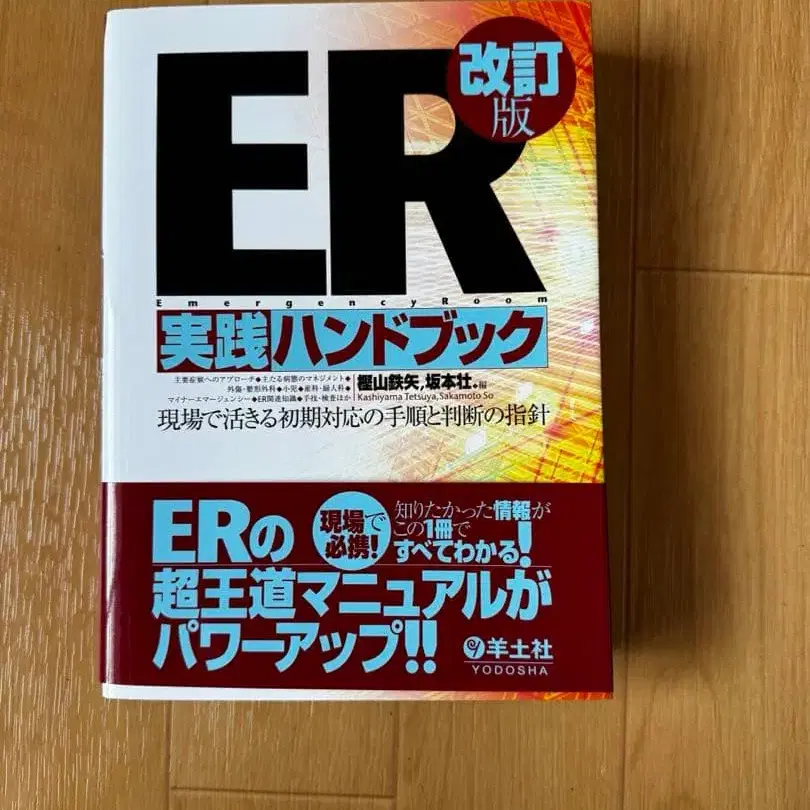 ER
改訂
版
Emergency Room
実践ハンドブック
主要症候へのアプローチ◆主たる病態のマネジメント◆
外傷・整形外科◆小児◆産科・婦人科◆
マイナーエマージェンシー◆ER関連知識◆手技・検査ほか
樫山鉄矢,坂本壮◆編
Kashiyama Tetsuya, Sakamoto So
現場で活きる初期対応の手順と判断の指針
現場で
必携!
知りたかった情報が
この1冊で
すべてわかる!
ERの
超王道マニュアルが
パワーアップ!!
羊土社
YODOSHA